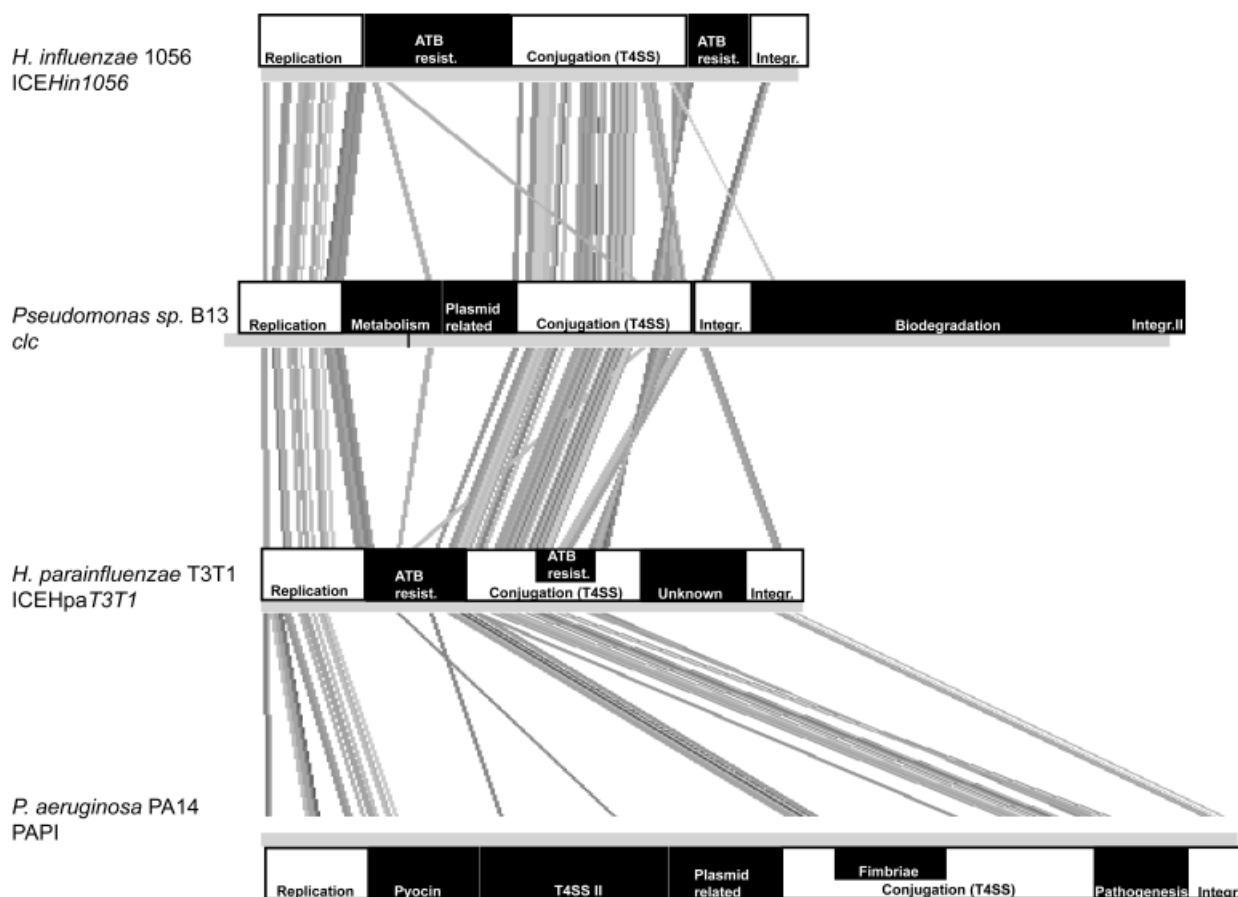 H. influenzae 1056
ICEHin1056
Replication
ATB
resist.
Conjugation (T4SS)
ATB
resist.
Integr.
Pseudomonas sp. B13
clc
Replication
Metabolism
Plasmid
related
Conjugation (T4SS)
Integr.
Biodegradation
Integr.II
H. parainfluenzae T3T1
ICEHpaT3T1
Replication
ATB
resist.
ATB
resist.
Conjugation (T4SS)
Unknown
Integr.
P. aeruginosa PA14
PAPI
Replication
Pyocin
T4SS II
Plasmid
related
Fimbriae
Conjugation (T4SS)
Pathogenesis
Integr.